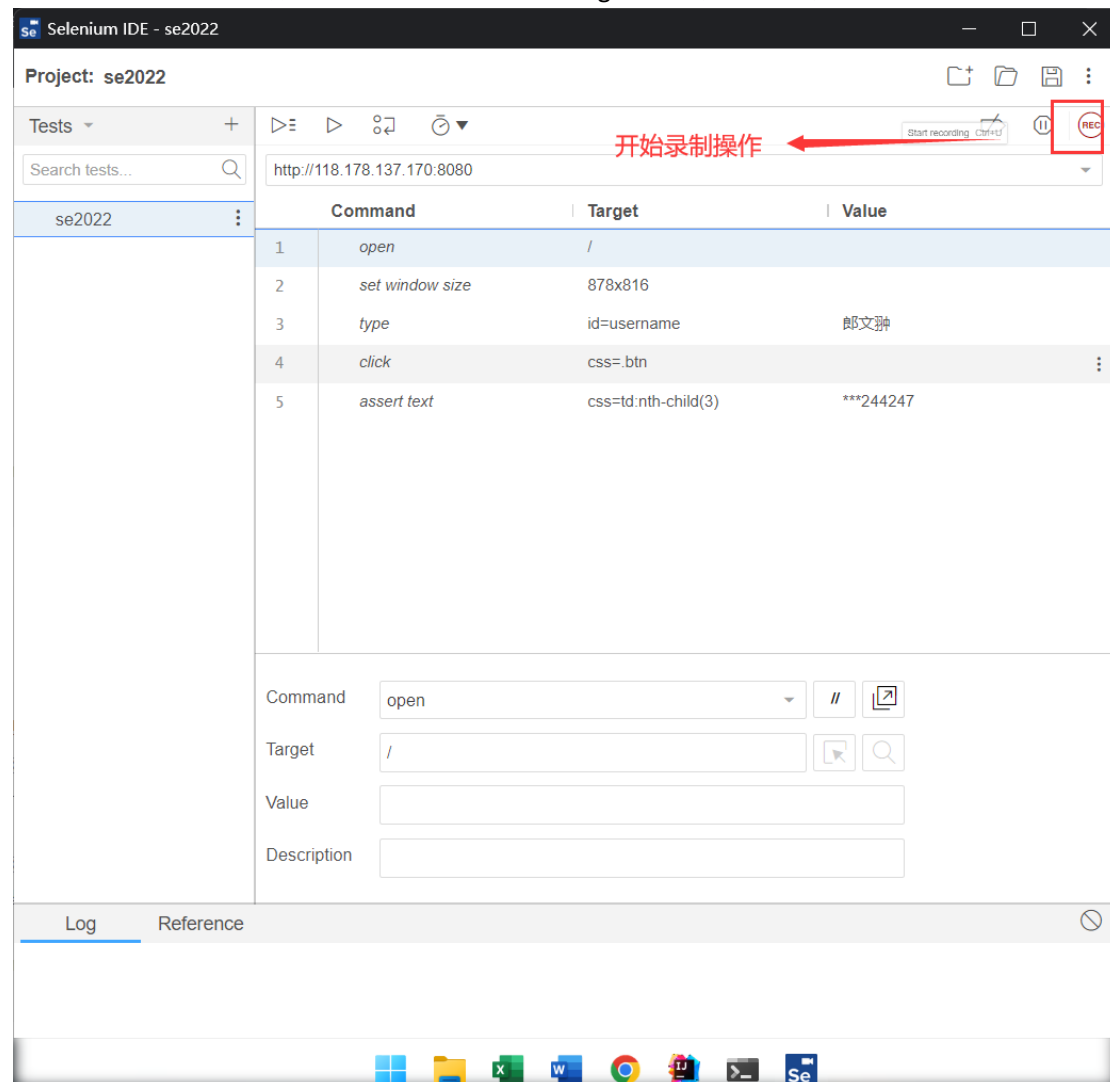 Selenium IDE - se2022
Project: se2022
Tests
Start recording Ctrl+U
REC
开始录制操作
Search tests...
http://118.178.137.170:8080
se2022
Command Target Value
1 open /
2 set window size 878x816
3 type id=username 郎文翀
4 click css=.btn
5 assert text css=td:nth-child(3) ***244247
Command open //
Target /
Value
Description
Log Reference